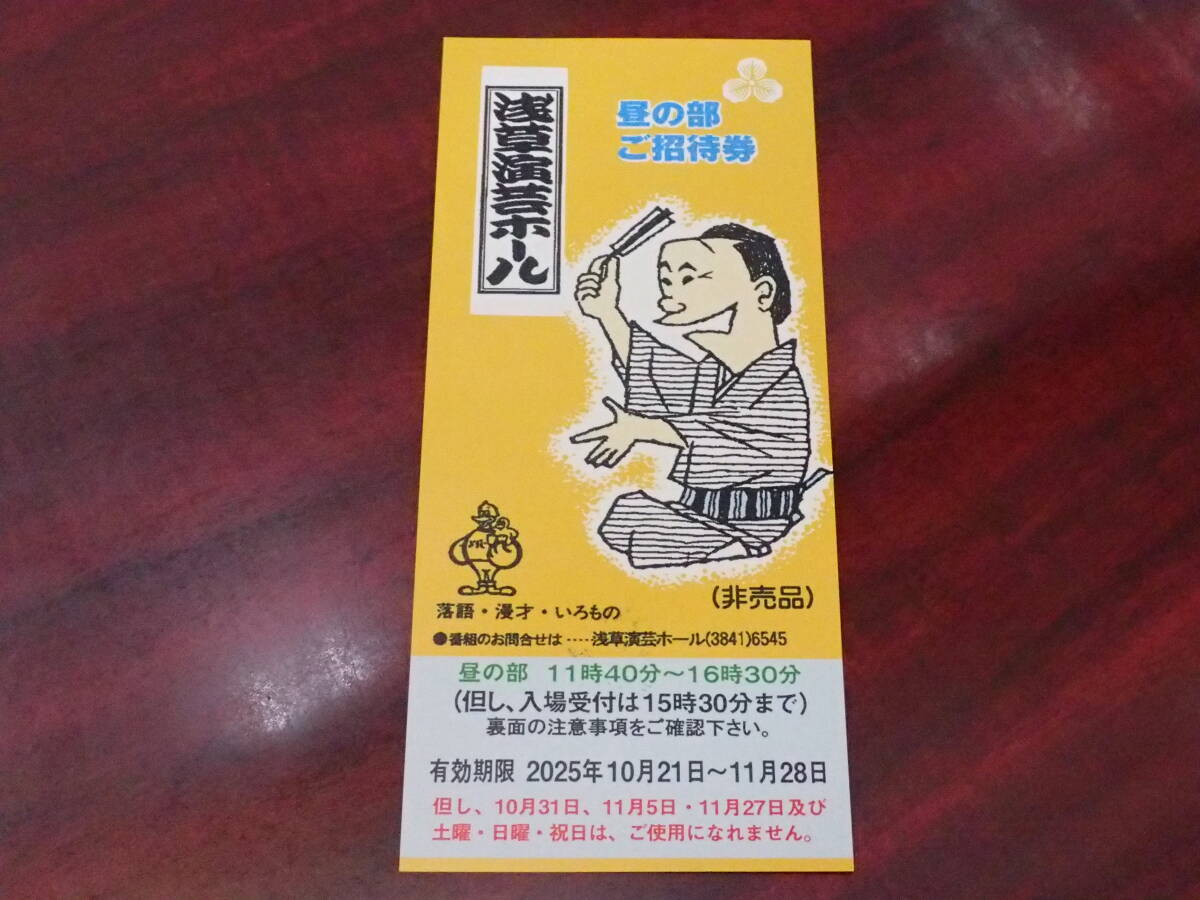 浅草演芸ホール
昼の部
ご招待券
(非売品)
落語・漫才・いろもの
●番組のお問合せは‥‥浅草演芸ホール(3841)6545
昼の部 11時40分～16時30分
(但し、入場受付は15時30分まで)
裏面の注意事項をご確認下さい。
有効期限 2025年10月21日～11月28日
但し、10月31日、11月5日・11月27日及び
土曜・日曜・祝日は、ご使用になれません。